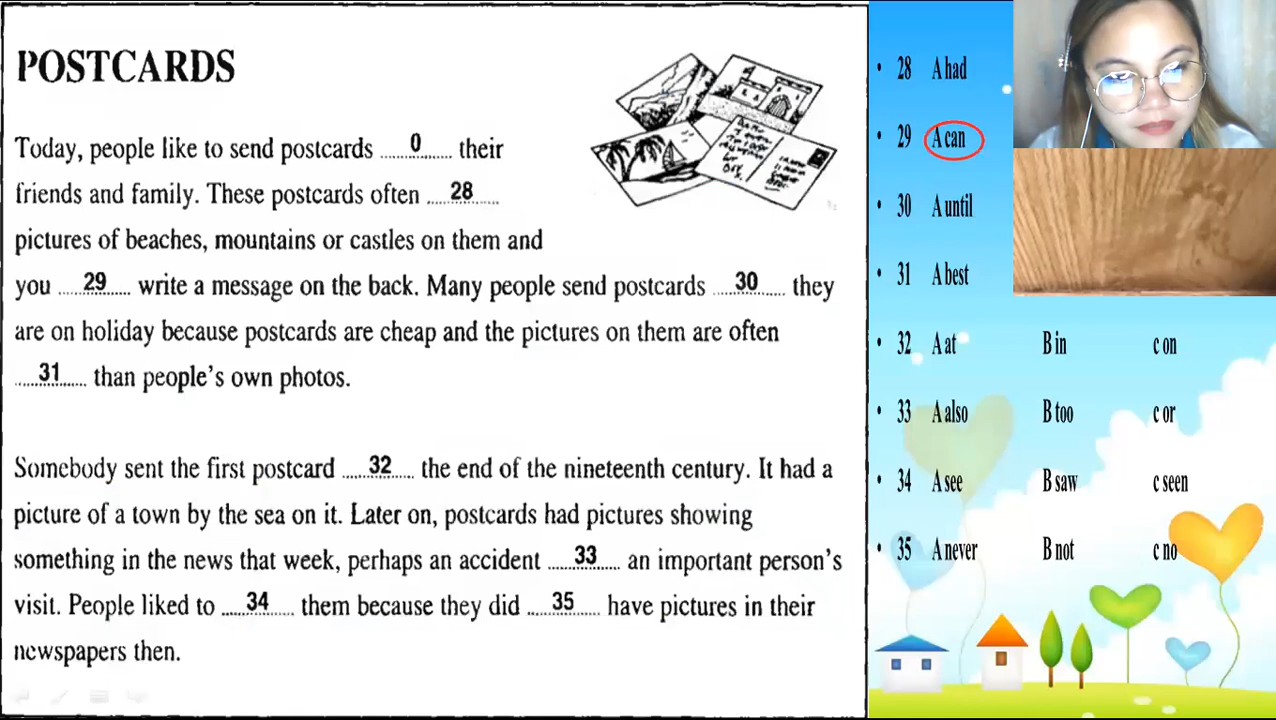 POSTCARDS
Today, people like to send postcards ...0... their
friends and family. These postcards often ...28...
pictures of beaches, mountains or castles on them and
you ...29... write a message on the back. Many people send postcards ...30... they
are on holiday because postcards are cheap and the pictures on them are often
...31... than people's own photos.
Somebody sent the first postcard ...32... the end of the nineteenth century. It had a
picture of a town by the sea on it. Later on, postcards had pictures showing
something in the news that week, perhaps an accident ...33... an important person's
visit. People liked to ...34... them because they did ...35... have pictures in their
newspapers then.
• 28 A had
• 29 A can
• 30 A until
• 31 A best
• 32 A at B in c on
• 33 A also B too c or
• 34 A see B saw c seen
• 35 A never B not c no